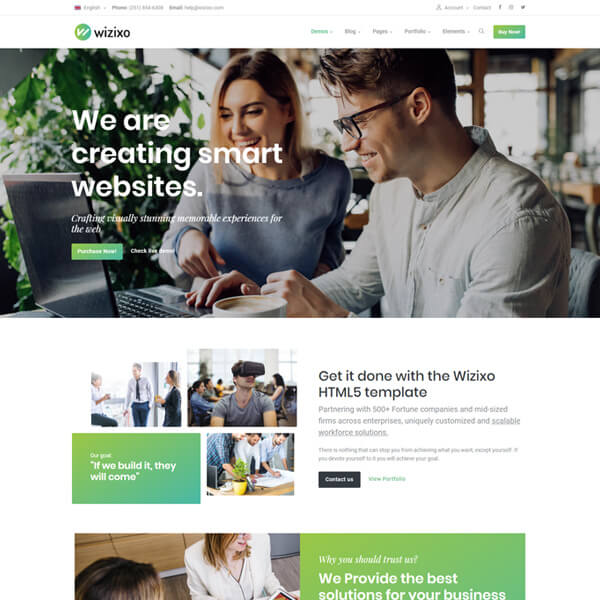 English Phone: (251) 854-6308 Email: help@wizixo.com Account Contact
wizixo Demos Blog Pages Portfolio Elements Buy Now!
We are
creating smart
websites.
Crafting visually stunning memorable experiences for
the web
Purchase Now! Check live demo!
Get it done with the Wizixo
HTML5 template
Partnering with 500+ Fortune companies and mid-sized
firms across enterprises, uniquely customized and scalable
workforce solutions.
There is nothing that can stop you from achieving what you want, except yourself. If
you devote yourself to it you will achieve your goal.
Contact us View Portfolio
Our goal:
"If we build it, they
will come"
Why you should trust us?
We Provide the best
solutions for your business